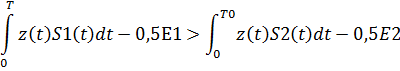 ∫₀ᵀ z(t)S1(t)dt − 0,5E1 > ∫₀ᵀ⁰ z(t)S2(t)dt − 0,5E2